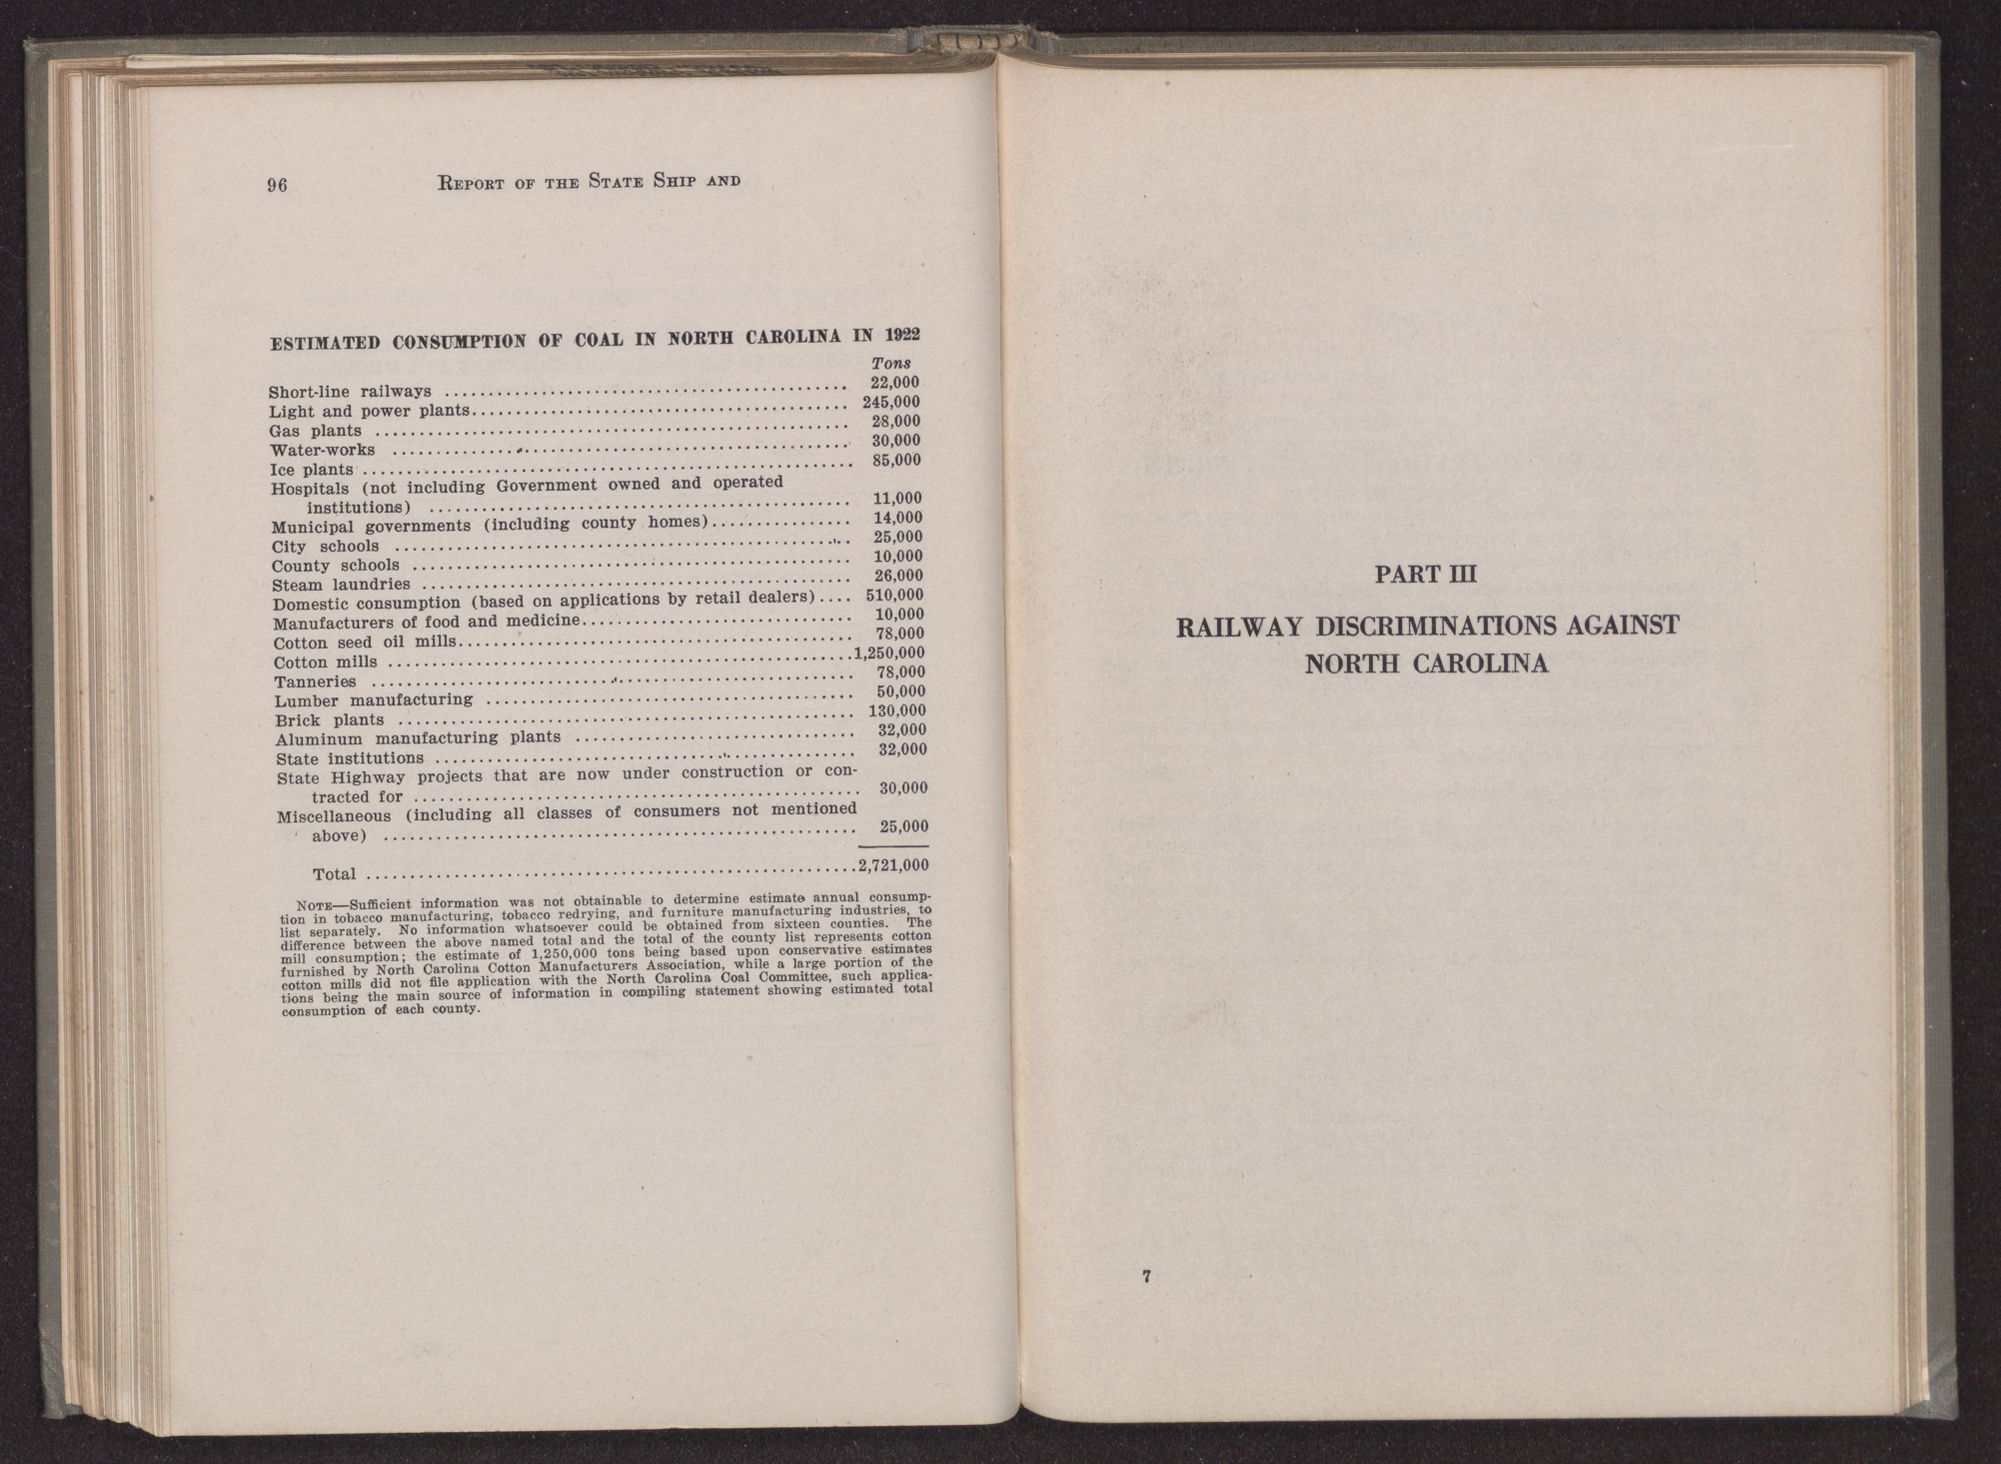 96 REPORT OF THE STATE SHIP AND
ESTIMATED CONSUMPTION OF COAL IN NORTH CAROLINA IN 1922
Tons
Short-line railways ........ 22,000
Light and power plants........ 245,000
Gas plants ........ 28,000
Water-works ........ 30,000
Ice plants ........ 85,000
Hospitals (not including Government owned and operated
institutions) ........ 11,000
Municipal governments (including county homes)........ 14,000
City schools ........ 25,000
County schools ........ 10,000
Steam laundries ........ 26,000
Domestic consumption (based on applications by retail dealers).... 510,000
Manufacturers of food and medicine........ 10,000
Cotton seed oil mills........ 78,000
Cotton mills ........1,250,000
Tanneries ........ 78,000
Lumber manufacturing ........ 50,000
Brick plants ........ 130,000
Aluminum manufacturing plants ........ 32,000
State institutions ........ 32,000
State Highway projects that are now under construction or con-
tracted for ........ 30,000
Miscellaneous (including all classes of consumers not mentioned
above) ........ 25,000
Total ........2,721,000
NOTE—Sufficient information was not obtainable to determine estimate annual consump-
tion in tobacco manufacturing, tobacco redrying, and furniture manufacturing industries, to
list separately. No information whatsoever could be obtained from sixteen counties. The
difference between the above named total and the total of the county list represents cotton
mill consumption; the estimate of 1,250,000 tons being based upon conservative estimates
furnished by North Carolina Cotton Manufacturers Association, while a large portion of the
cotton mills did not file application with the North Carolina Coal Committee, such applica-
tions being the main source of information in compiling statement showing estimated total
consumption of each county.
PART III
RAILWAY DISCRIMINATIONS AGAINST
NORTH CAROLINA
7